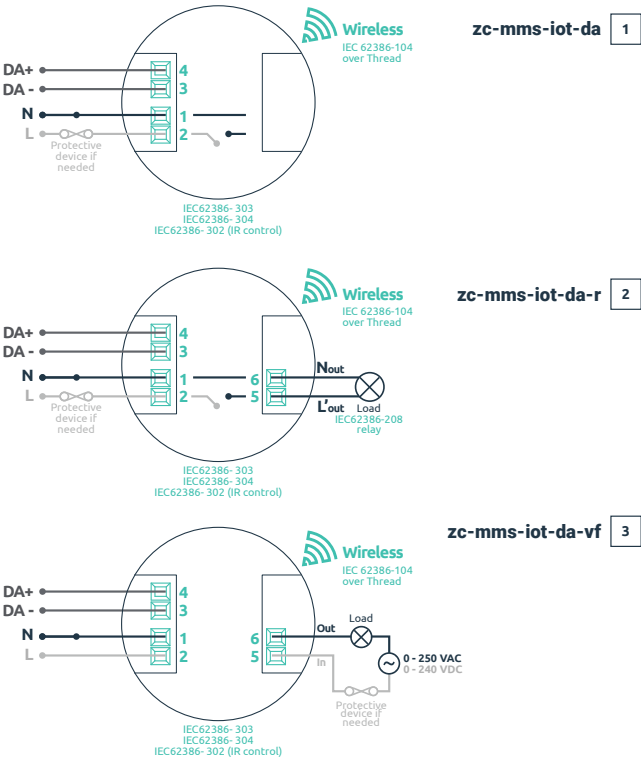 zc-mms-iot-da 1
Wireless
IEC 62386-104
over Thread
DA+ 4
DA - 3
N 1
L 2
Protective
device if
needed
IEC62386- 303
IEC62386- 304
IEC62386- 302 (IR control)
zc-mms-iot-da-r 2
Wireless
IEC 62386-104
over Thread
DA+ 4
DA - 3
N 1 6 Nout
L 2 5 L'out Load
Protective
device if
needed
IEC62386-208
relay
IEC62386- 303
IEC62386- 304
IEC62386- 302 (IR control)
zc-mms-iot-da-vf 3
Wireless
IEC 62386-104
over Thread
DA+ 4
DA - 3
N 1 6 Out Load
L 2 5 In
0 - 250 VAC
0 - 240 VDC
Protective
device if
needed
IEC62386- 303
IEC62386- 304
IEC62386- 302 (IR control)